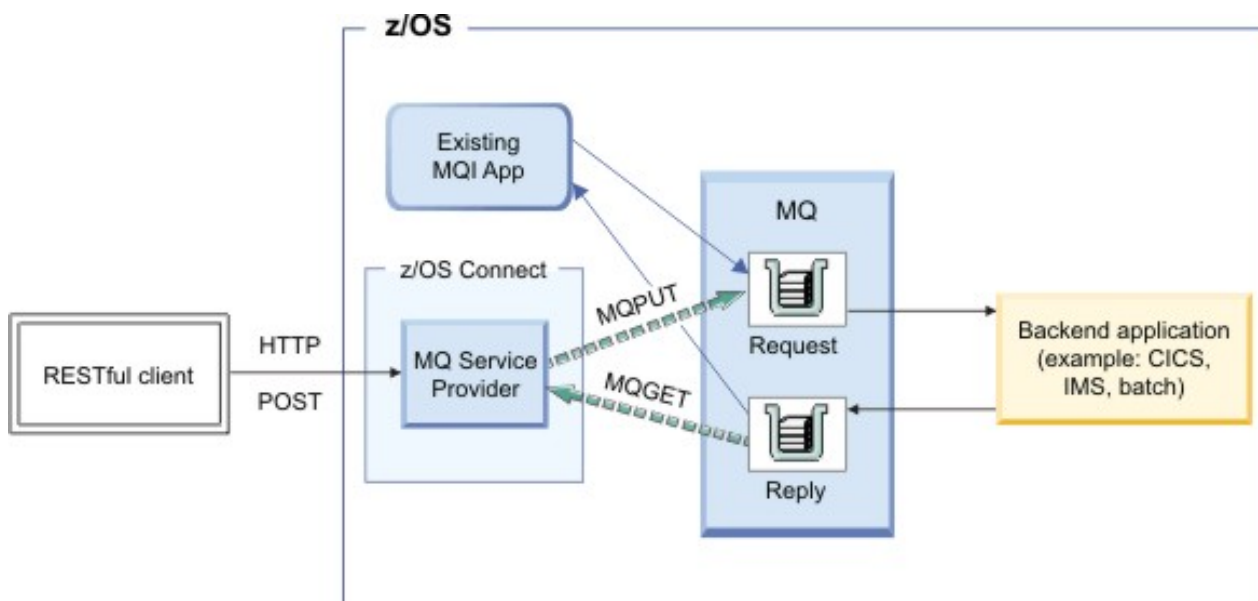 z/OS
Existing
MQI App
MQ
z/OS Connect
MQPUT
RESTful client
HTTP
POST
MQ Service
Provider
Request
MQGET
Backend application
(example: CICS,
IMS, batch)
Reply